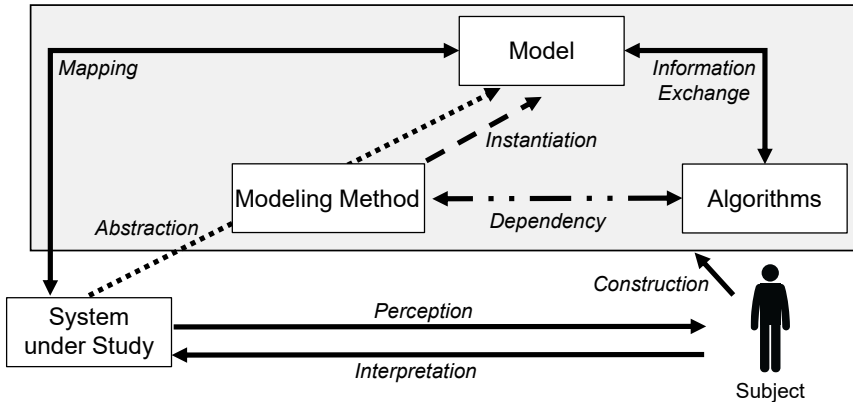 Model
Mapping
Information
Exchange
Instantiation
Modeling Method
Algorithms
Abstraction
Dependency
Construction
System
under Study
Perception
Interpretation
Subject